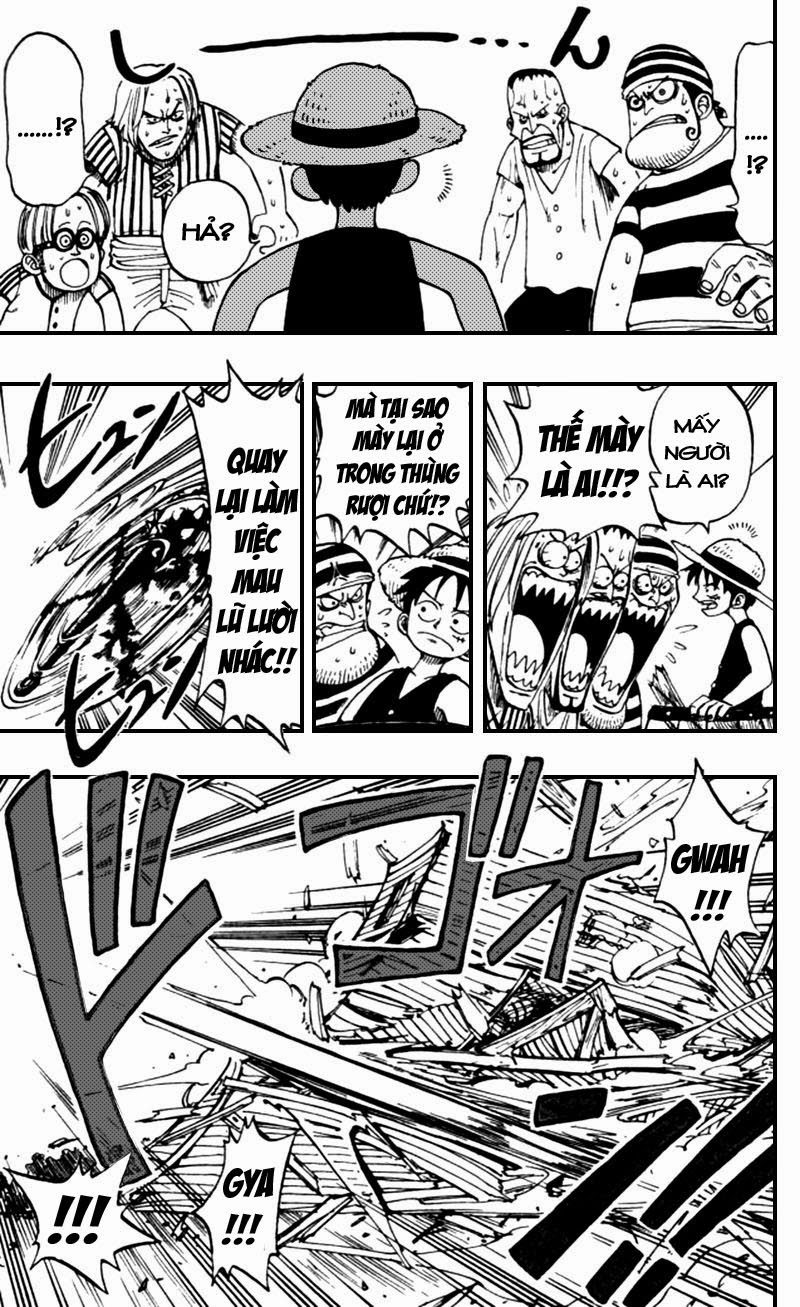 し
ーーー…ん
.....
!?
HẢ?
......!?
MẤY
NGƯỜI
LÀ AI?
THẾ MÀY
LÀ AI!!?
MÀ TẠI SAO
MÀY LẠI Ở
TRONG THÙNG
RƯỢI CHỨ!?
QUAY
LẠI LÀM
VIỆC
MAU
LŨ LƯỜI
NHÁC!!
ヒュン
ヒュン
GWAH
!!!
ドゴオ
!!!
GYA
!!!
!!!